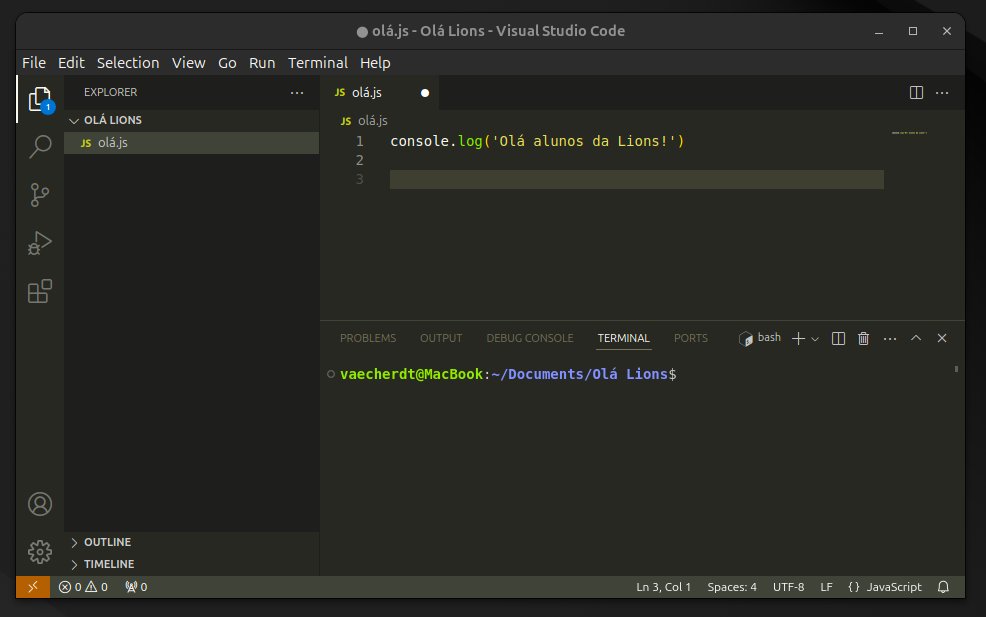 olá.js - Olá Lions - Visual Studio Code
File Edit Selection View Go Run Terminal Help
1
EXPLORER
OLÁ LIONS
JS olá.js
JS olá.js
JS olá.js
1 console.log('Olá alunos da Lions!')
2
3
PROBLEMS OUTPUT DEBUG CONSOLE TERMINAL PORTS bash
vaecherdt@MacBook:~/Documents/Olá Lions$
OUTLINE
TIMELINE
0 0 0 Ln 3, Col 1 Spaces: 4 UTF-8 LF {} JavaScript